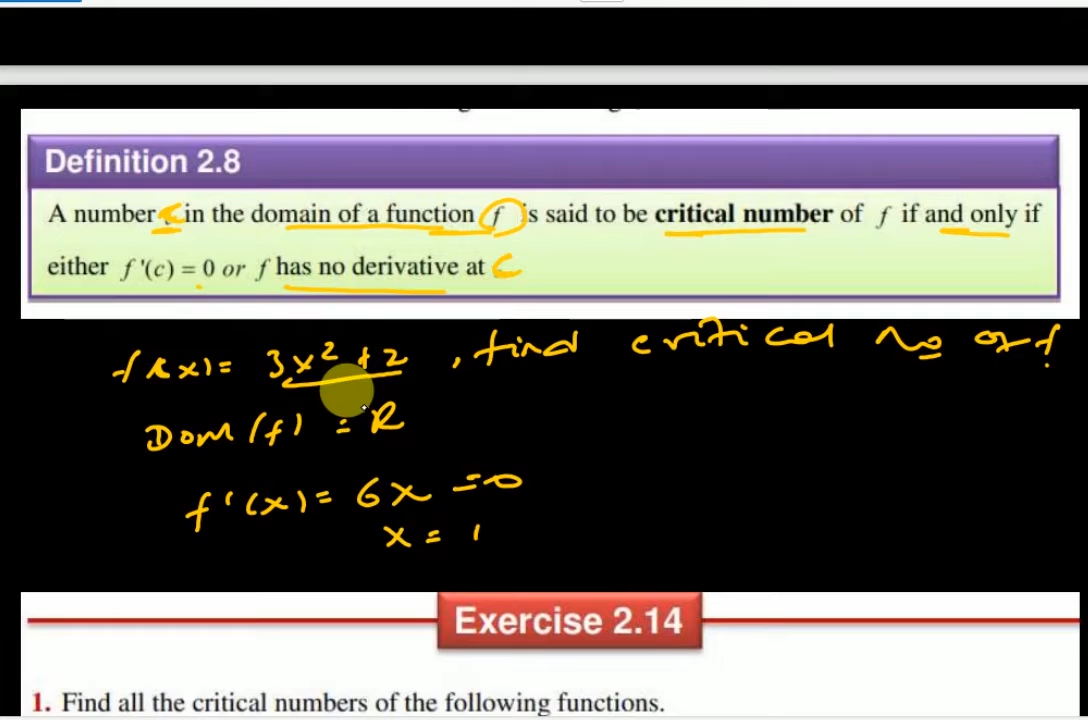 Definition 2.8
A number c in the domain of a function f is said to be critical number of f if and only if
either f '(c) = 0 or f has no derivative at c
f(x) = 3x² + 2 , find critical No of f
Dom(f) = R
f'(x) = 6x = 0
x = 1
Exercise 2.14
1. Find all the critical numbers of the following functions.